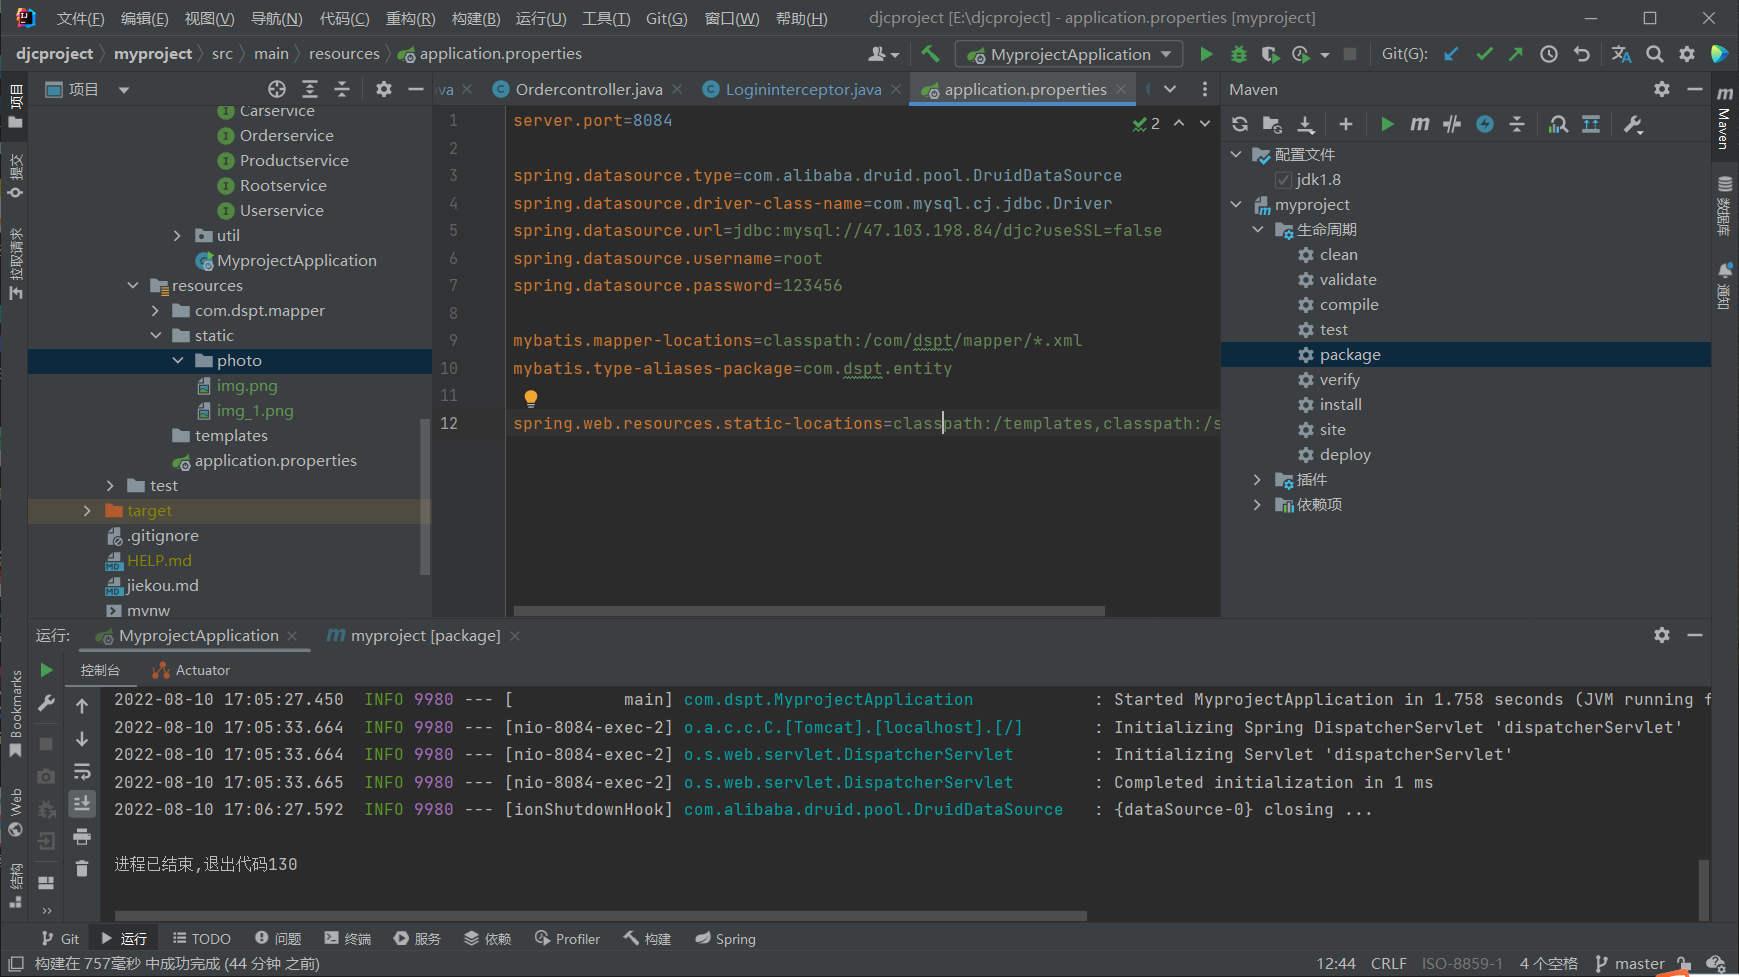 文件(F) 编辑(E) 视图(V) 导航(N) 代码(C) 重构(R) 构建(B) 运行(U) 工具(T) Git(G) 窗口(W) 帮助(H) djcproject [E:\djcproject] - application.properties [myproject]
djcproject myproject src main resources application.properties
MyprojectApplication
Git(G):
项目
va
Ordercontroller.java
Logininterceptor.java
application.properties
Carservice
Orderservice
Productservice
Rootservice
Userservice
util
MyprojectApplication
resources
com.dspt.mapper
static
photo
img.png
img_1.png
templates
application.properties
test
target
.gitignore
HELP.md
jiekou.md
mvnw
1 server.port=8084
2
3 spring.datasource.type=com.alibaba.druid.pool.DruidDataSource
4 spring.datasource.driver-class-name=com.mysql.cj.jdbc.Driver
5 spring.datasource.url=jdbc:mysql://47.103.198.84/djc?useSSL=false
6 spring.datasource.username=root
7 spring.datasource.password=123456
8
9 mybatis.mapper-locations=classpath:/com/dspt/mapper/*.xml
10 mybatis.type-aliases-package=com.dspt.entity
11
12 spring.web.resources.static-locations=classpath:/templates,classpath:/s
2
Maven
配置文件
jdk1.8
myproject
生命周期
clean
validate
compile
test
package
verify
install
site
deploy
插件
依赖项
项目
提交
拉取请求
Bookmarks
Web
结构
Maven
数据库
通知
运行: MyprojectApplication myproject [package]
控制台 Actuator
2022-08-10 17:05:27.450 INFO 9980 --- [ main] com.dspt.MyprojectApplication : Started MyprojectApplication in 1.758 seconds (JVM running f
2022-08-10 17:05:33.664 INFO 9980 --- [nio-8084-exec-2] o.a.c.c.C.[Tomcat].[localhost].[/] : Initializing Spring DispatcherServlet 'dispatcherServlet'
2022-08-10 17:05:33.664 INFO 9980 --- [nio-8084-exec-2] o.s.web.servlet.DispatcherServlet : Initializing Servlet 'dispatcherServlet'
2022-08-10 17:05:33.665 INFO 9980 --- [nio-8084-exec-2] o.s.web.servlet.DispatcherServlet : Completed initialization in 1 ms
2022-08-10 17:06:27.592 INFO 9980 --- [ionShutdownHook] com.alibaba.druid.pool.DruidDataSource : {dataSource-0} closing ...
进程已结束,退出代码130
Git 运行 TODO 问题 终端 服务 依赖 Profiler 构建 Spring
构建在 757毫秒 中成功完成 (44 分钟 之前)
12:44 CRLF ISO-8859-1 4 个空格 master